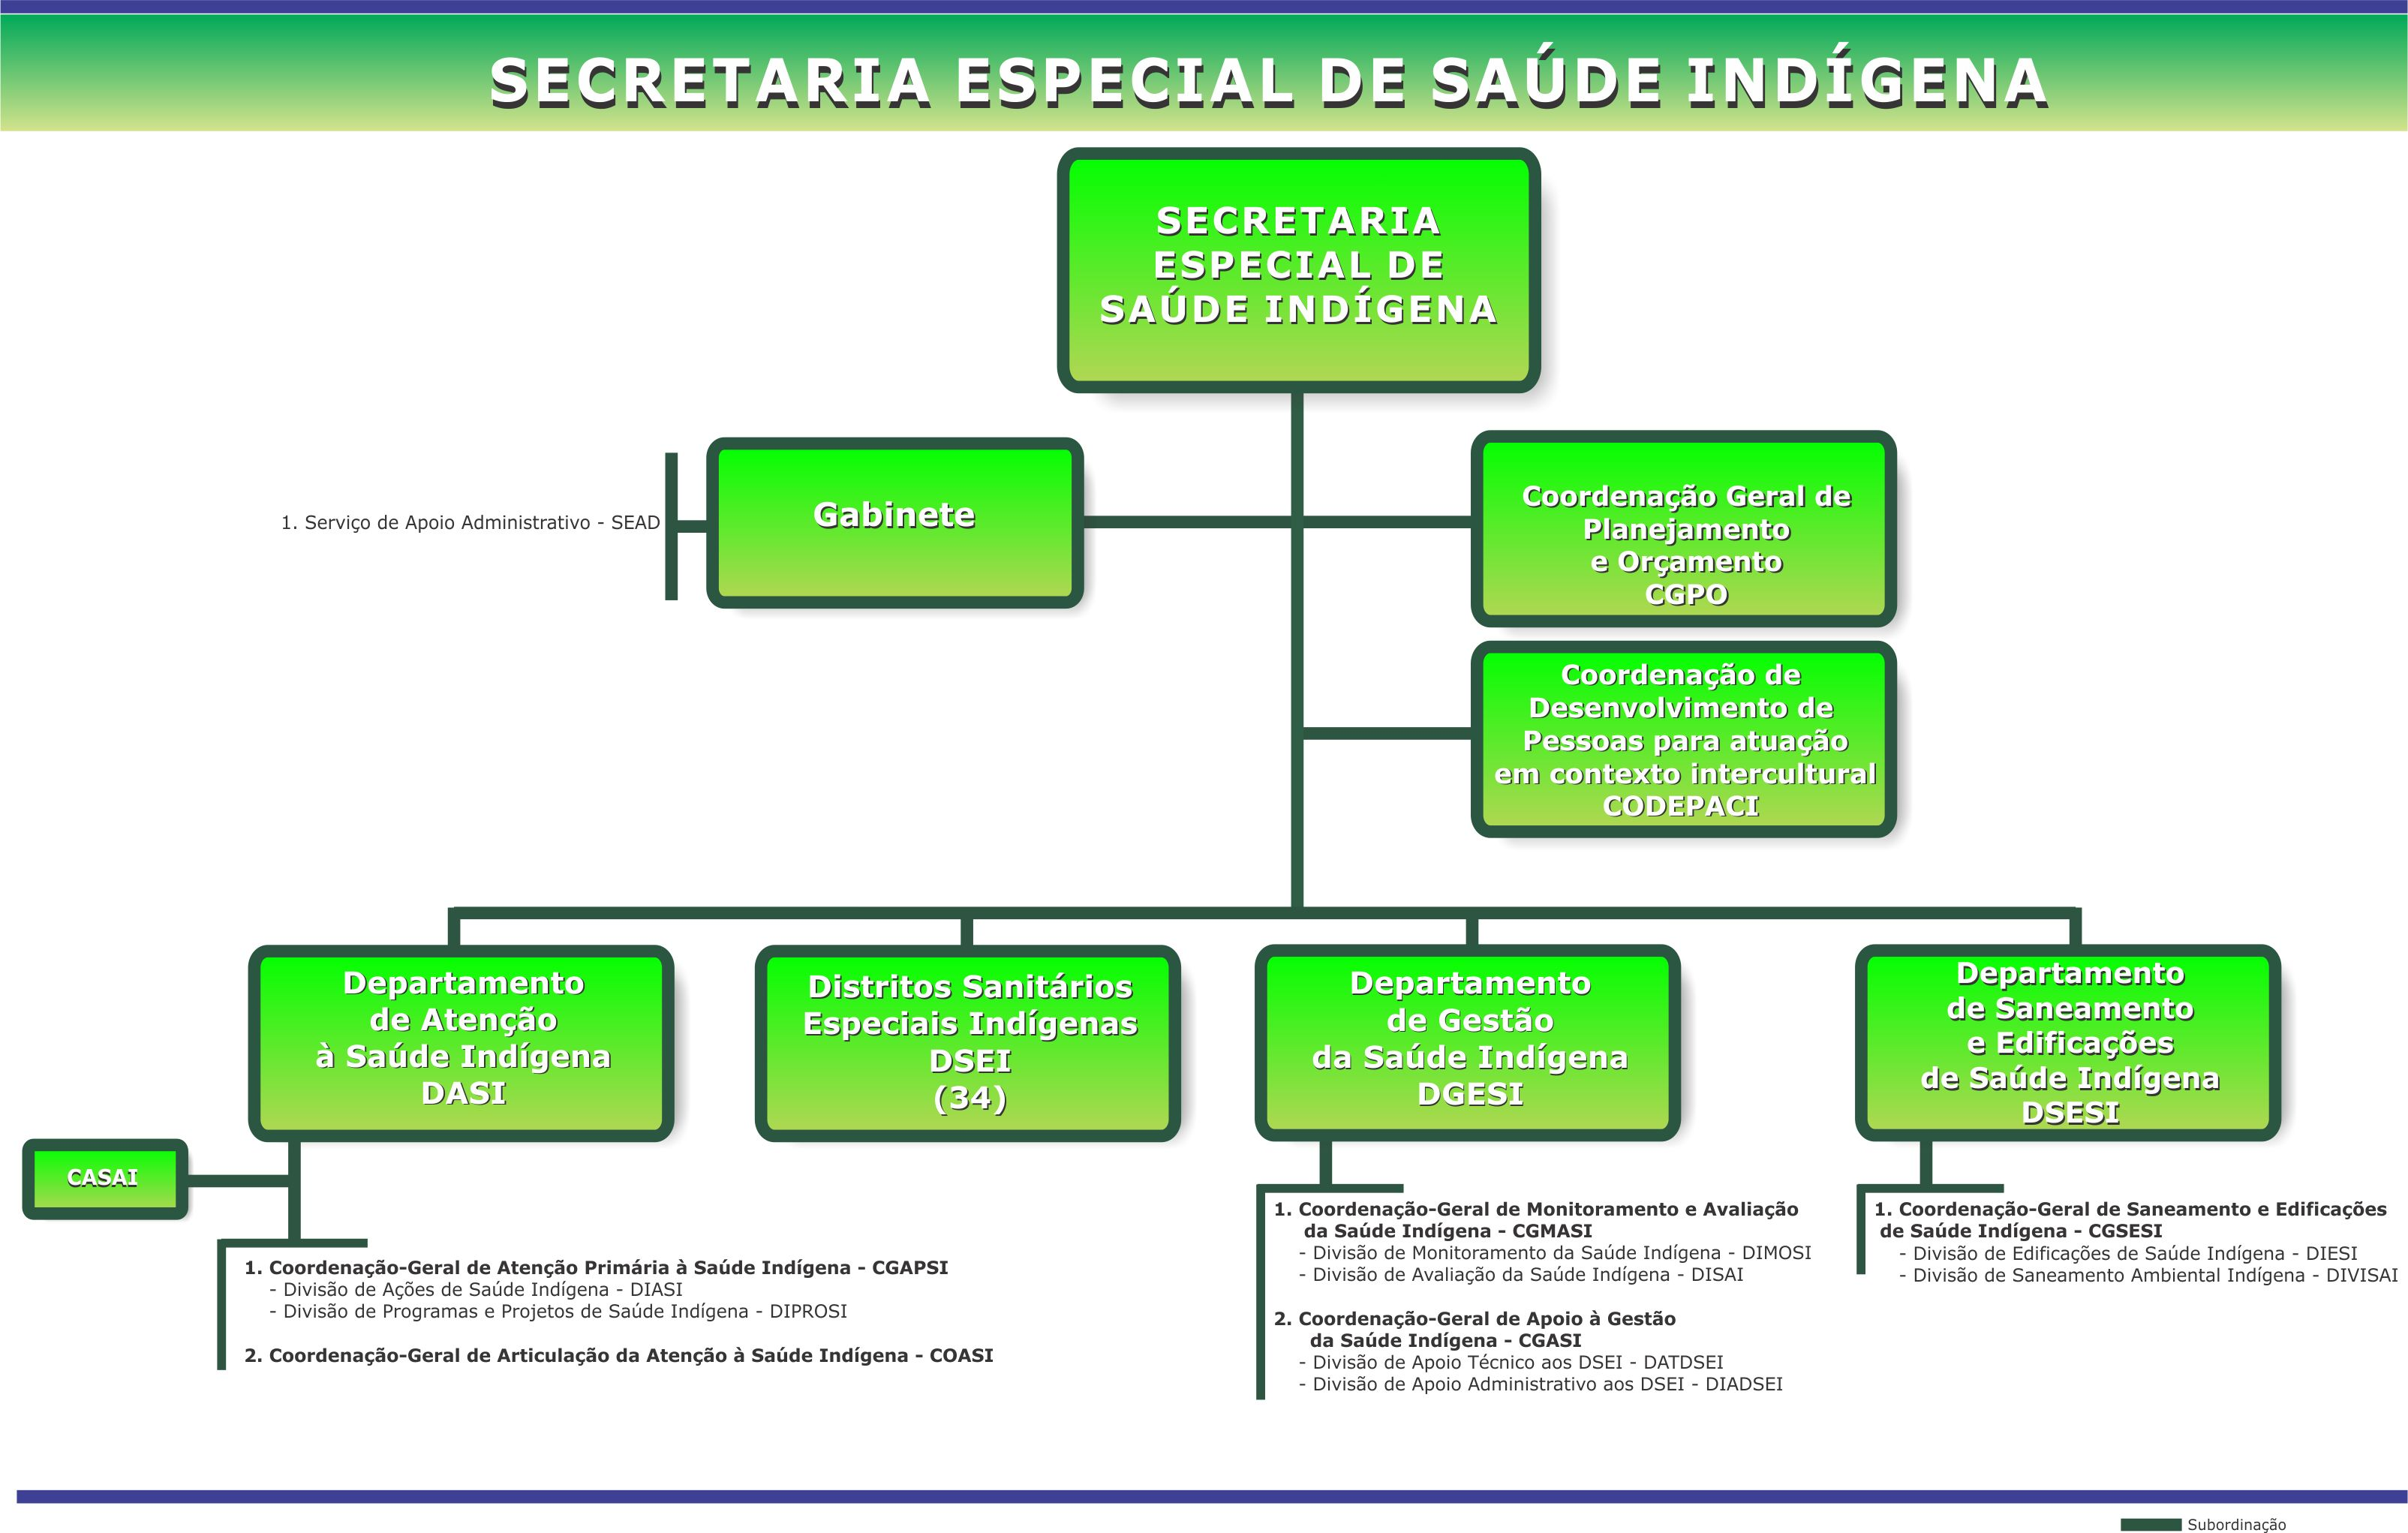 SECRETARIA ESPECIAL DE SAÚDE INDÍGENA
SECRETARIA
ESPECIAL DE
SAÚDE INDÍGENA
1. Serviço de Apoio Administrativo - SEAD
Gabinete
Coordenação Geral de
Planejamento
e Orçamento
CGPO
Coordenação de
Desenvolvimento de
Pessoas para atuação
em contexto intercultural
CODEPACI
Departamento
de Atenção
à Saúde Indígena
DASI
Distritos Sanitários
Especiais Indígenas
DSEI
(34)
Departamento
de Gestão
da Saúde Indígena
DGESI
Departamento
de Saneamento
e Edificações
de Saúde Indígena
DSESI
CASAI
1. Coordenação-Geral de Atenção Primária à Saúde Indígena - CGAPSI
- Divisão de Ações de Saúde Indígena - DIASI
- Divisão de Programas e Projetos de Saúde Indígena - DIPROSI
2. Coordenação-Geral de Articulação da Atenção à Saúde Indígena - COASI
1. Coordenação-Geral de Monitoramento e Avaliação
da Saúde Indígena - CGMASI
- Divisão de Monitoramento da Saúde Indígena - DIMOSI
- Divisão de Avaliação da Saúde Indígena - DISAI
2. Coordenação-Geral de Apoio à Gestão
da Saúde Indígena - CGASI
- Divisão de Apoio Técnico aos DSEI - DATDSEI
- Divisão de Apoio Administrativo aos DSEI - DIADSEI
1. Coordenação-Geral de Saneamento e Edificações
de Saúde Indígena - CGSESI
- Divisão de Edificações de Saúde Indígena - DIESI
- Divisão de Saneamento Ambiental Indígena - DIVISAI
Subordinação